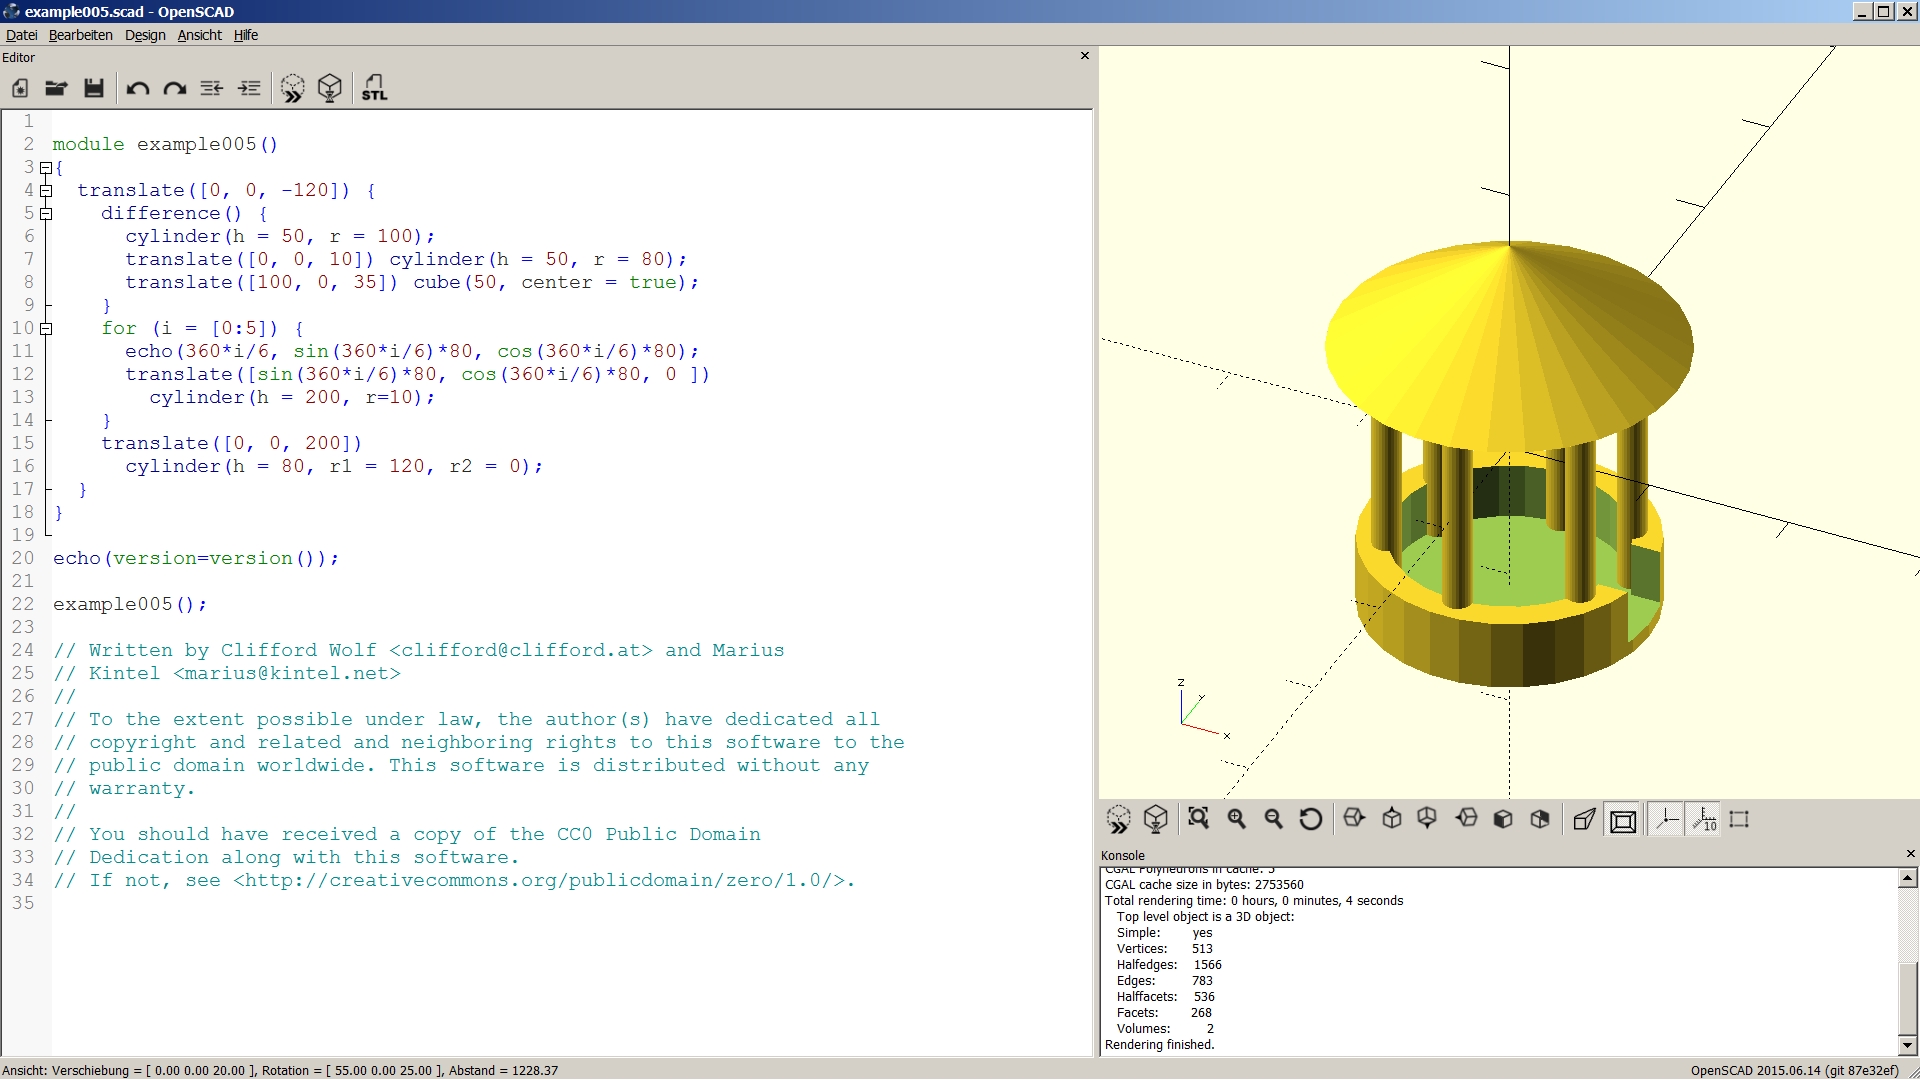 example005.scad - OpenSCAD
Datei Bearbeiten Design Ansicht Hilfe
Editor
STL
1
2 module example005()
3 {
4 translate([0, 0, -120]) {
5 difference() {
6 cylinder(h = 50, r = 100);
7 translate([0, 0, 10]) cylinder(h = 50, r = 80);
8 translate([100, 0, 35]) cube(50, center = true);
9 }
10 for (i = [0:5]) {
11 echo(360*i/6, sin(360*i/6)*80, cos(360*i/6)*80);
12 translate([sin(360*i/6)*80, cos(360*i/6)*80, 0 ])
13 cylinder(h = 200, r=10);
14 }
15 translate([0, 0, 200])
16 cylinder(h = 80, r1 = 120, r2 = 0);
17 }
18 }
19
20 echo(version=version());
21
22 example005();
23
24 // Written by Clifford Wolf <clifford@clifford.at> and Marius
25 // Kintel <marius@kintel.net>
26 //
27 // To the extent possible under law, the author(s) have dedicated all
28 // copyright and related and neighboring rights to this software to the
29 // public domain worldwide. This software is distributed without any
30 // warranty.
31 //
32 // You should have received a copy of the CC0 Public Domain
33 // Dedication along with this software.
34 // If not, see <http://creativecommons.org/publicdomain/zero/1.0/>.
35
z
y
x
10
Konsole
CGAL Polyhedrons in cache: 5
CGAL cache size in bytes: 2753560
Total rendering time: 0 hours, 0 minutes, 4 seconds
Top level object is a 3D object:
Simple: yes
Vertices: 513
Halfedges: 1566
Edges: 783
Halffacets: 536
Facets: 268
Volumes: 2
Rendering finished.
Ansicht: Verschiebung = [ 0.00 0.00 20.00 ], Rotation = [ 55.00 0.00 25.00 ], Abstand = 1228.37
OpenSCAD 2015.06.14 (git 87e32ef)